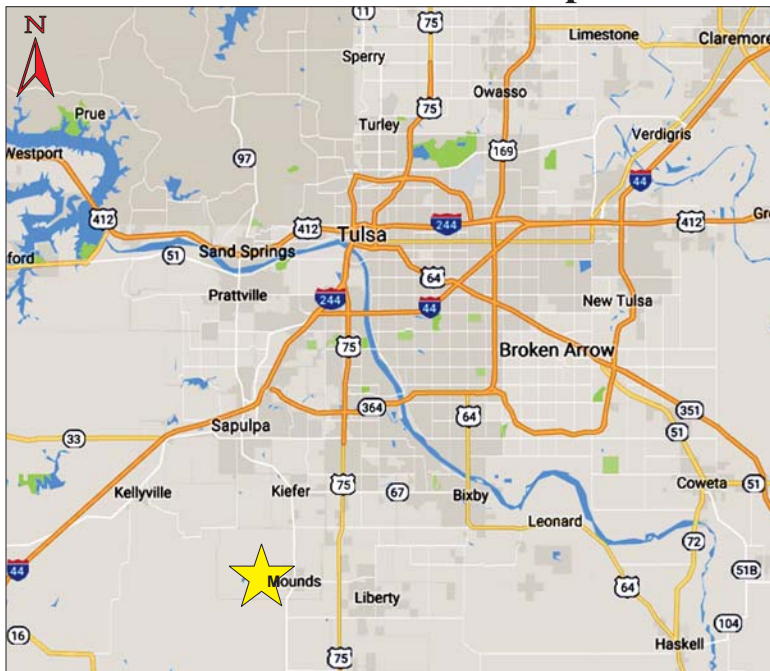 N
11
75
Sperry
Limestone
Claremore
Owasso
Prue
75
Turley
Verdigris
169
Westport
97
44
412
412
244
412
Gr
Tulsa
Sand Springs
ford
51
64
Prattville
244
44
New Tulsa
75
Broken Arrow
364
64
351
Sapulpa
33
51
75
Coweta
51
Kellyville
Kiefer
67
Bixby
Leonard
72
44
Mounds
51B
64
Liberty
16
104
Haskell
75